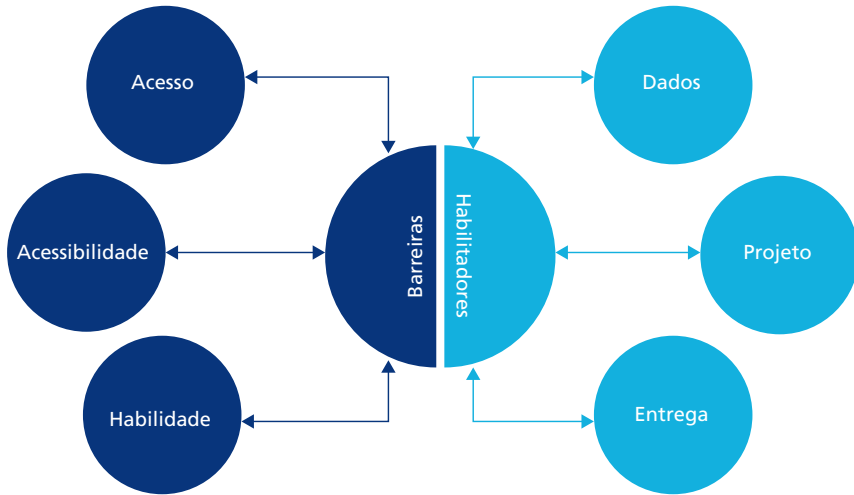 Acesso
Acessibilidade
Habilidade
Barreiras
Habilitadores
Dados
Projeto
Entrega